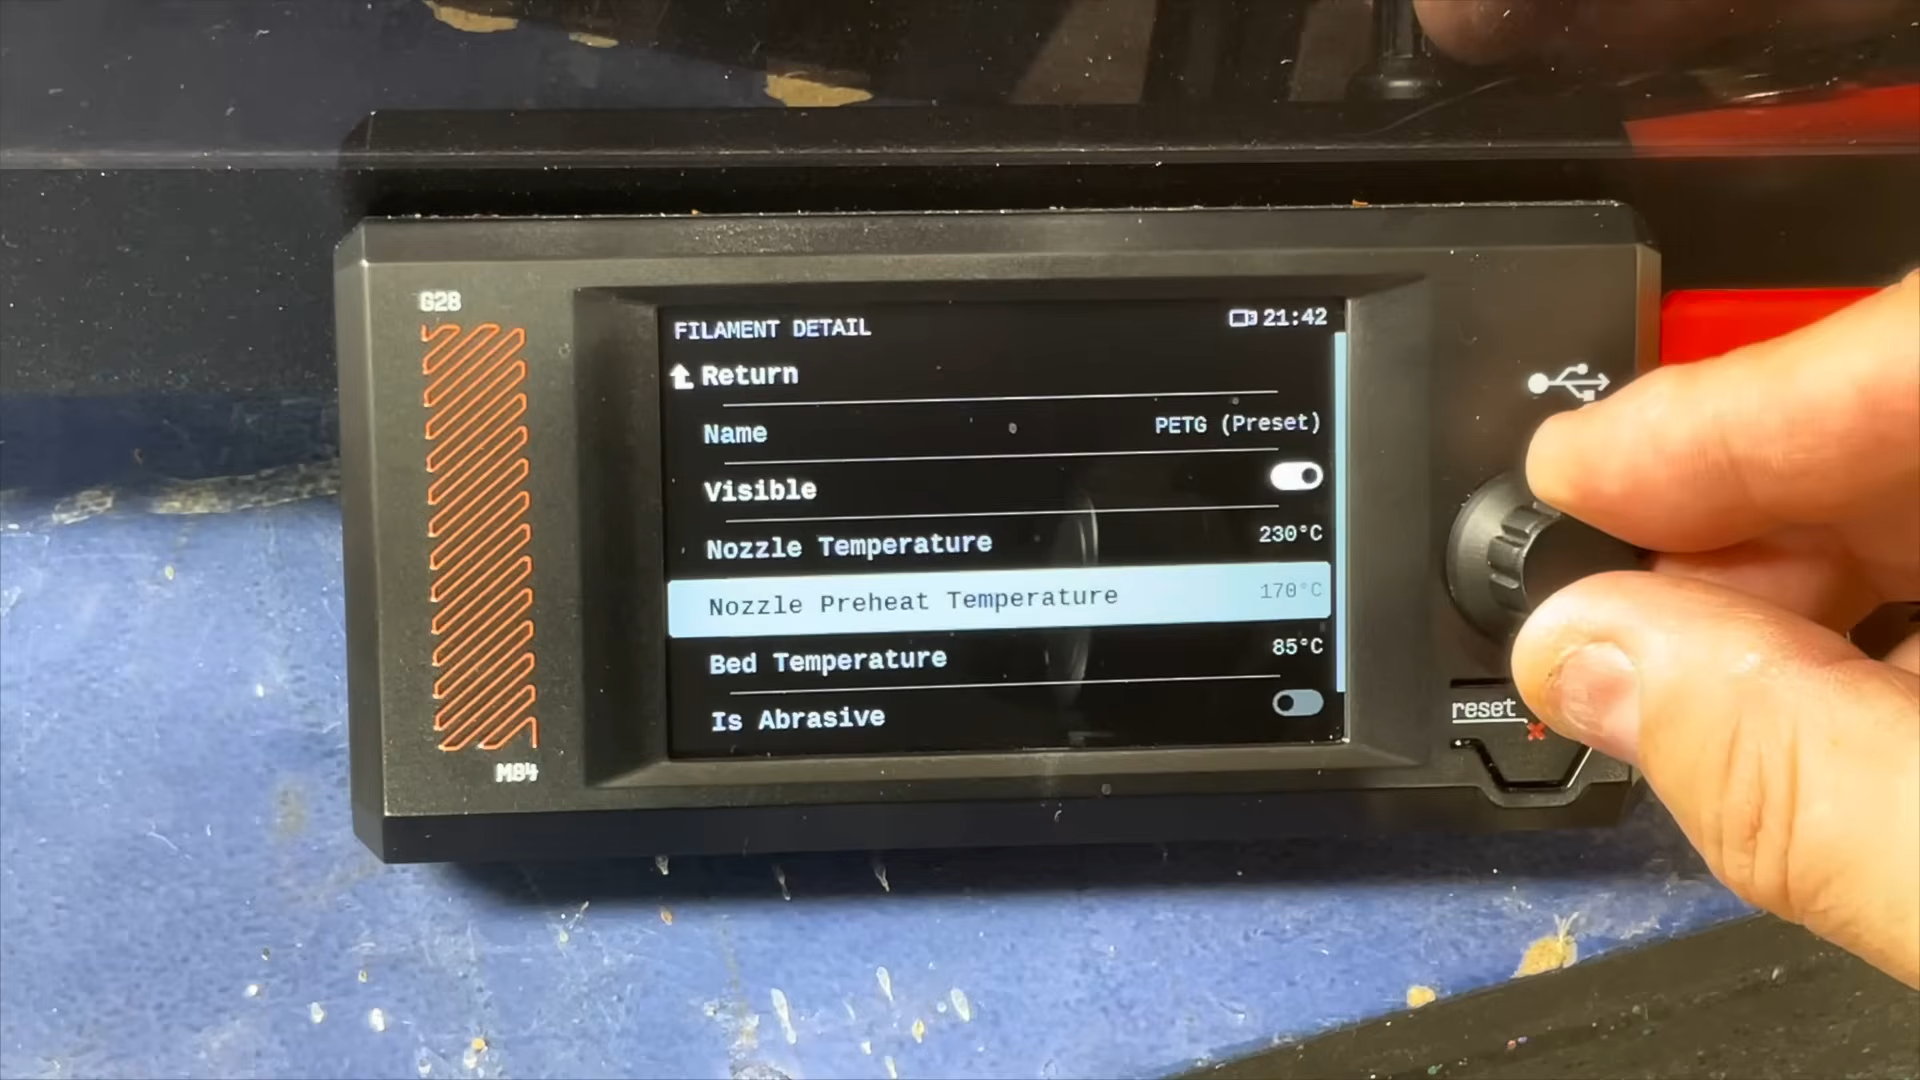 G28
FILAMENT DETAIL 21:42
Return
Name PETG (Preset)
Visible
Nozzle Temperature 230°C
Nozzle Preheat Temperature 170°C
Bed Temperature 85°C
Is Abrasive
reset
M84